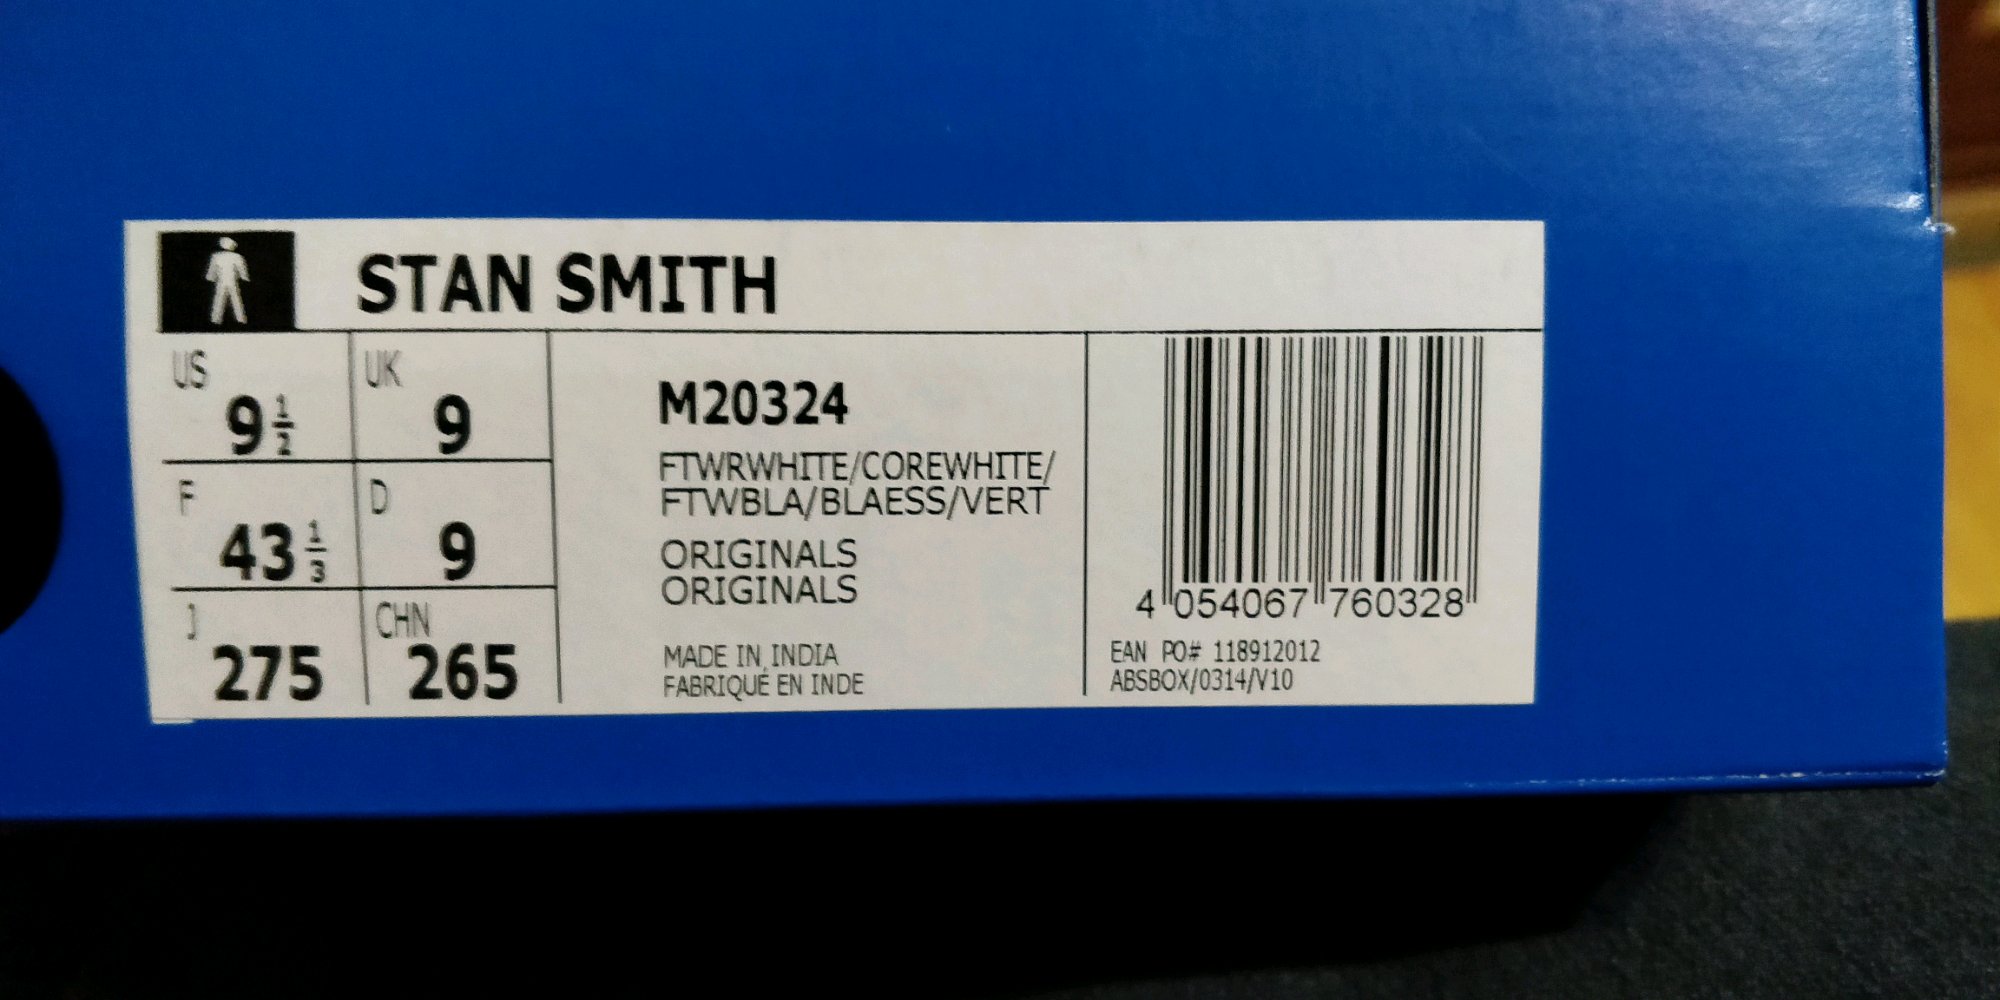 STAN SMITH
US
9 1/2
UK
9
F
43 1/3
D
9
J
275
CHN
265
M20324
FTWRWHITE/COREWHITE/
FTWBLA/BLAESS/VERT
ORIGINALS
ORIGINALS
MADE IN INDIA
FABRIQUÉ EN INDE
4 054067 760328
EAN PO# 118912012
ABSBOX/0314/V10